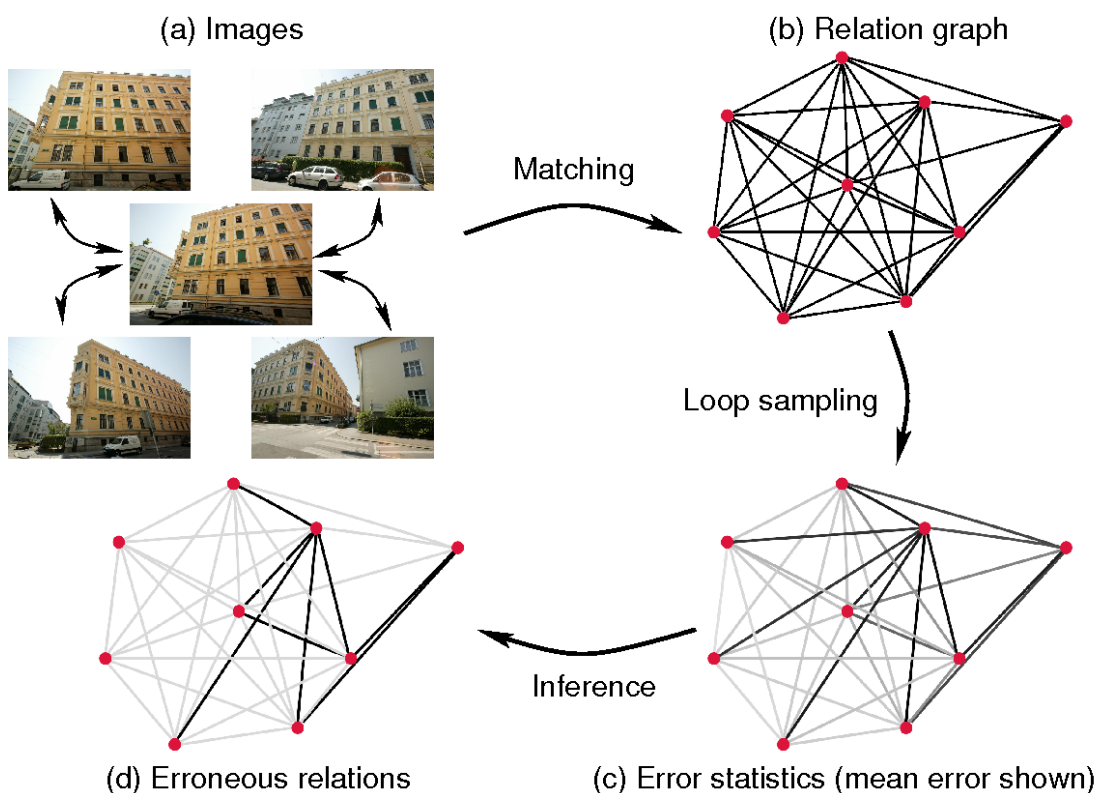 (a) Images
(b) Relation graph
Matching
Loop sampling
Inference
(d) Erroneous relations
(c) Error statistics (mean error shown)